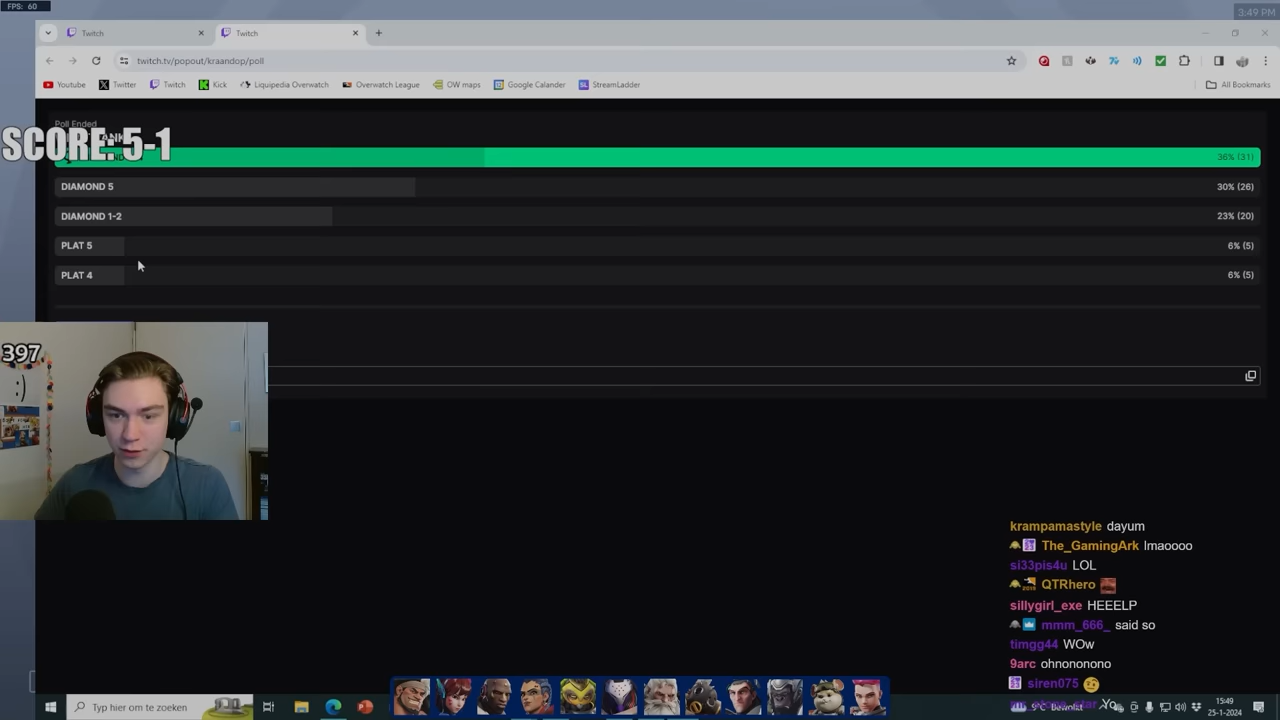 FPS: 60
3:49 PM
Twitch
Twitch
twitch.tv/popout/kraandop/poll
Youtube
Twitter
Twitch
Kick
Liquipedia Overwatch
Overwatch League
OW maps
Google Calander
StreamLadder
All Bookmarks
Poll Ended
SCORE: 5-1
36% (31)
DIAMOND 5
30% (26)
DIAMOND 1-2
23% (20)
PLAT 5
6% (5)
PLAT 4
6% (5)
397
:)
krampamastyle dayum
The_GamingArk lmaoooo
si33pis4u LOL
QTRhero
sillygirl_exe HEEELP
mmm_666_ said so
timgg44 WOw
9arc ohnononono
siren075
Typ hier om te zoeken
15:49
25-1-2024